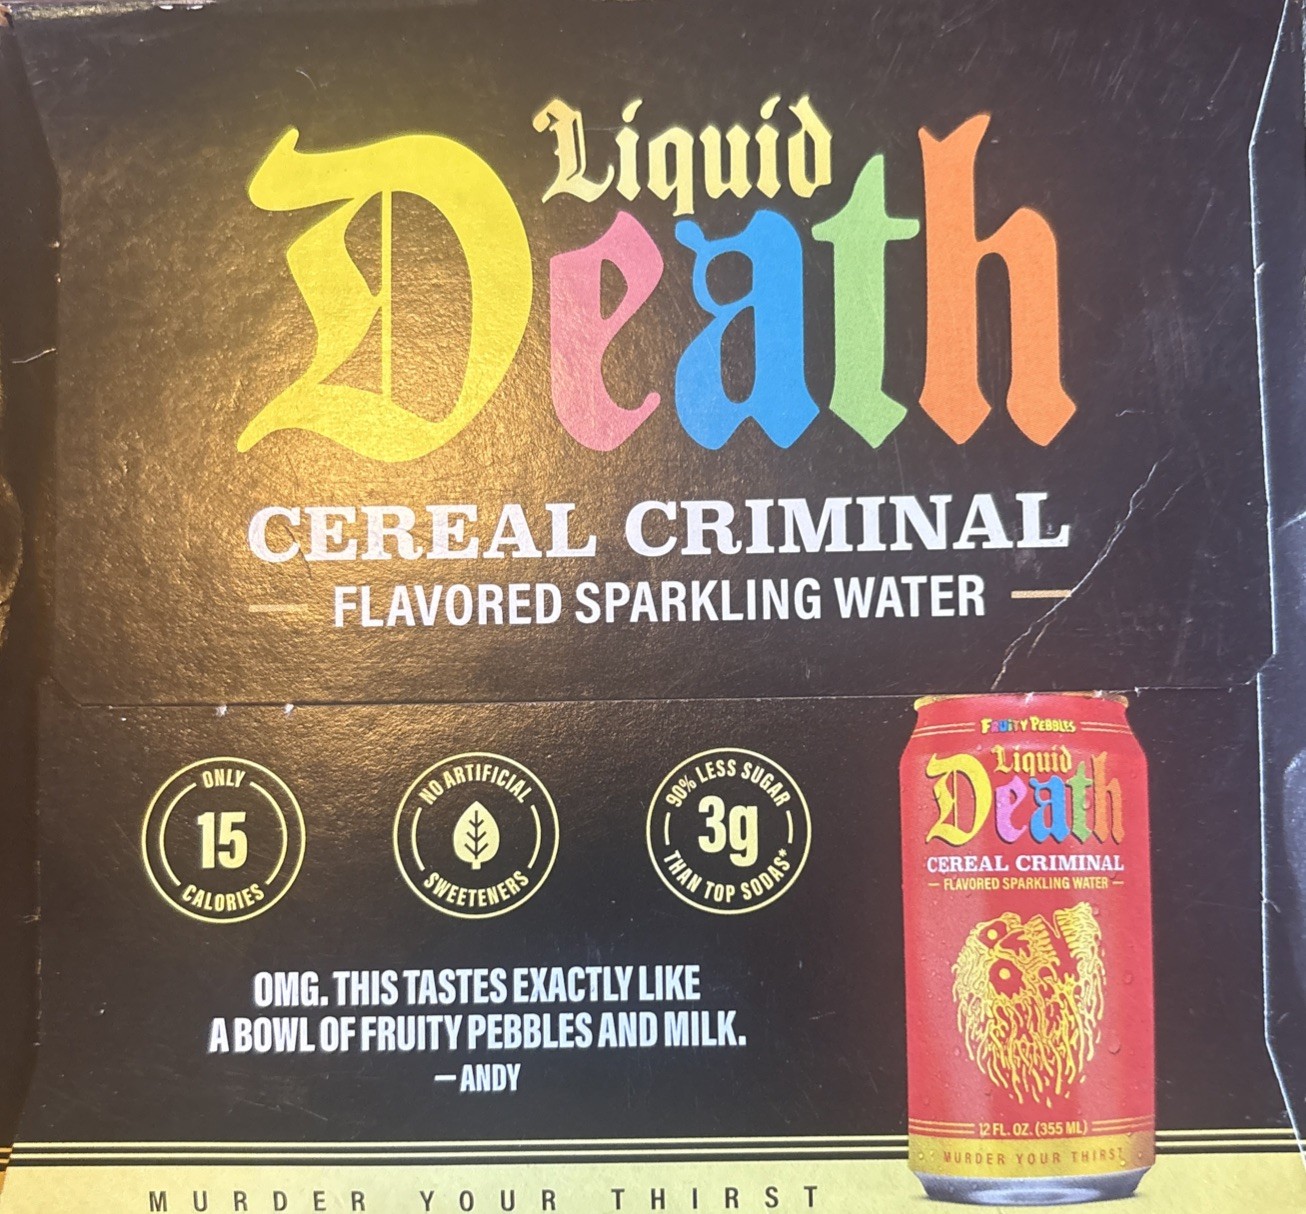 Liquid
Death
CEREAL CRIMINAL
FLAVORED SPARKLING WATER
ONLY
15
CALORIES
NO ARTIFICIAL
SWEETENERS
90% LESS SUGAR
3g
THAN TOP SODAS*
OMG. THIS TASTES EXACTLY LIKE
A BOWL OF FRUITY PEBBLES AND MILK.
– ANDY
MURDER YOUR THIRST
FRUITY PEBBLES
Liquid
Death
CEREAL CRIMINAL
FLAVORED SPARKLING WATER
12 FL. OZ. (355 ML)
MURDER YOUR THIRST